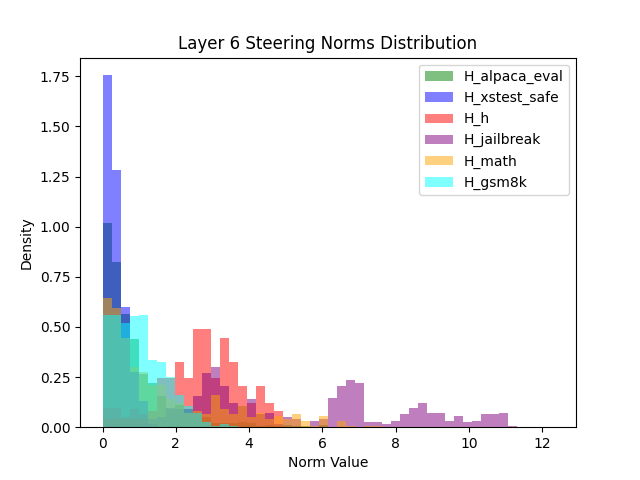 Layer 6 Steering Norms Distribution
H_alpaca_eval
H_xstest_safe
H_h
H_jailbreak
H_math
H_gsm8k
Density
1.75
1.50
1.25
1.00
0.75
0.50
0.25
0.00
0 2 4 6 8 10 12
Norm Value